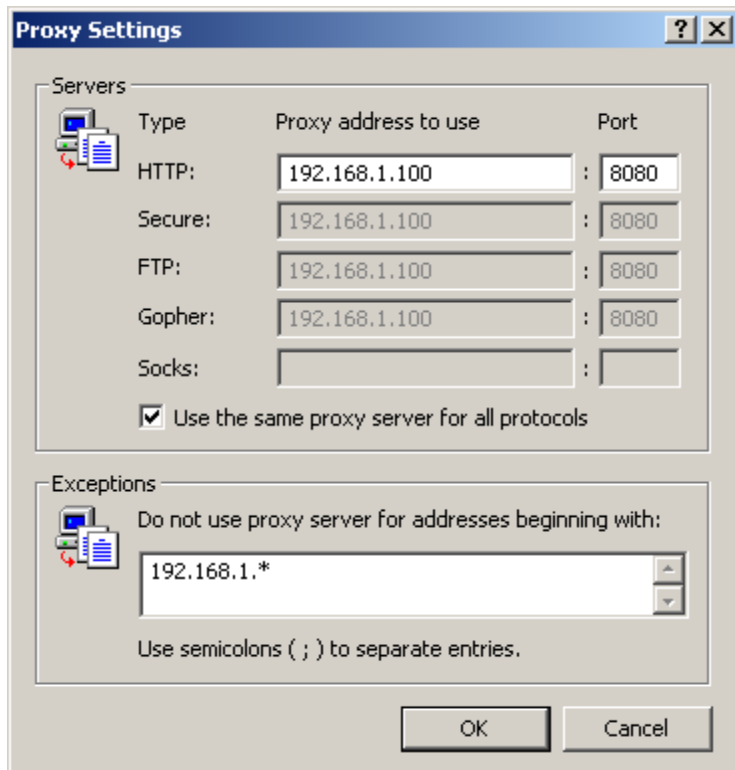 Proxy Settings
Servers
Type Proxy address to use Port
HTTP: 192.168.1.100 : 8080
Secure: 192.168.1.100 : 8080
FTP: 192.168.1.100 : 8080
Gopher: 192.168.1.100 : 8080
Socks: :
Use the same proxy server for all protocols
Exceptions
Do not use proxy server for addresses beginning with:
192.168.1.*
Use semicolons ( ; ) to separate entries.
OK Cancel